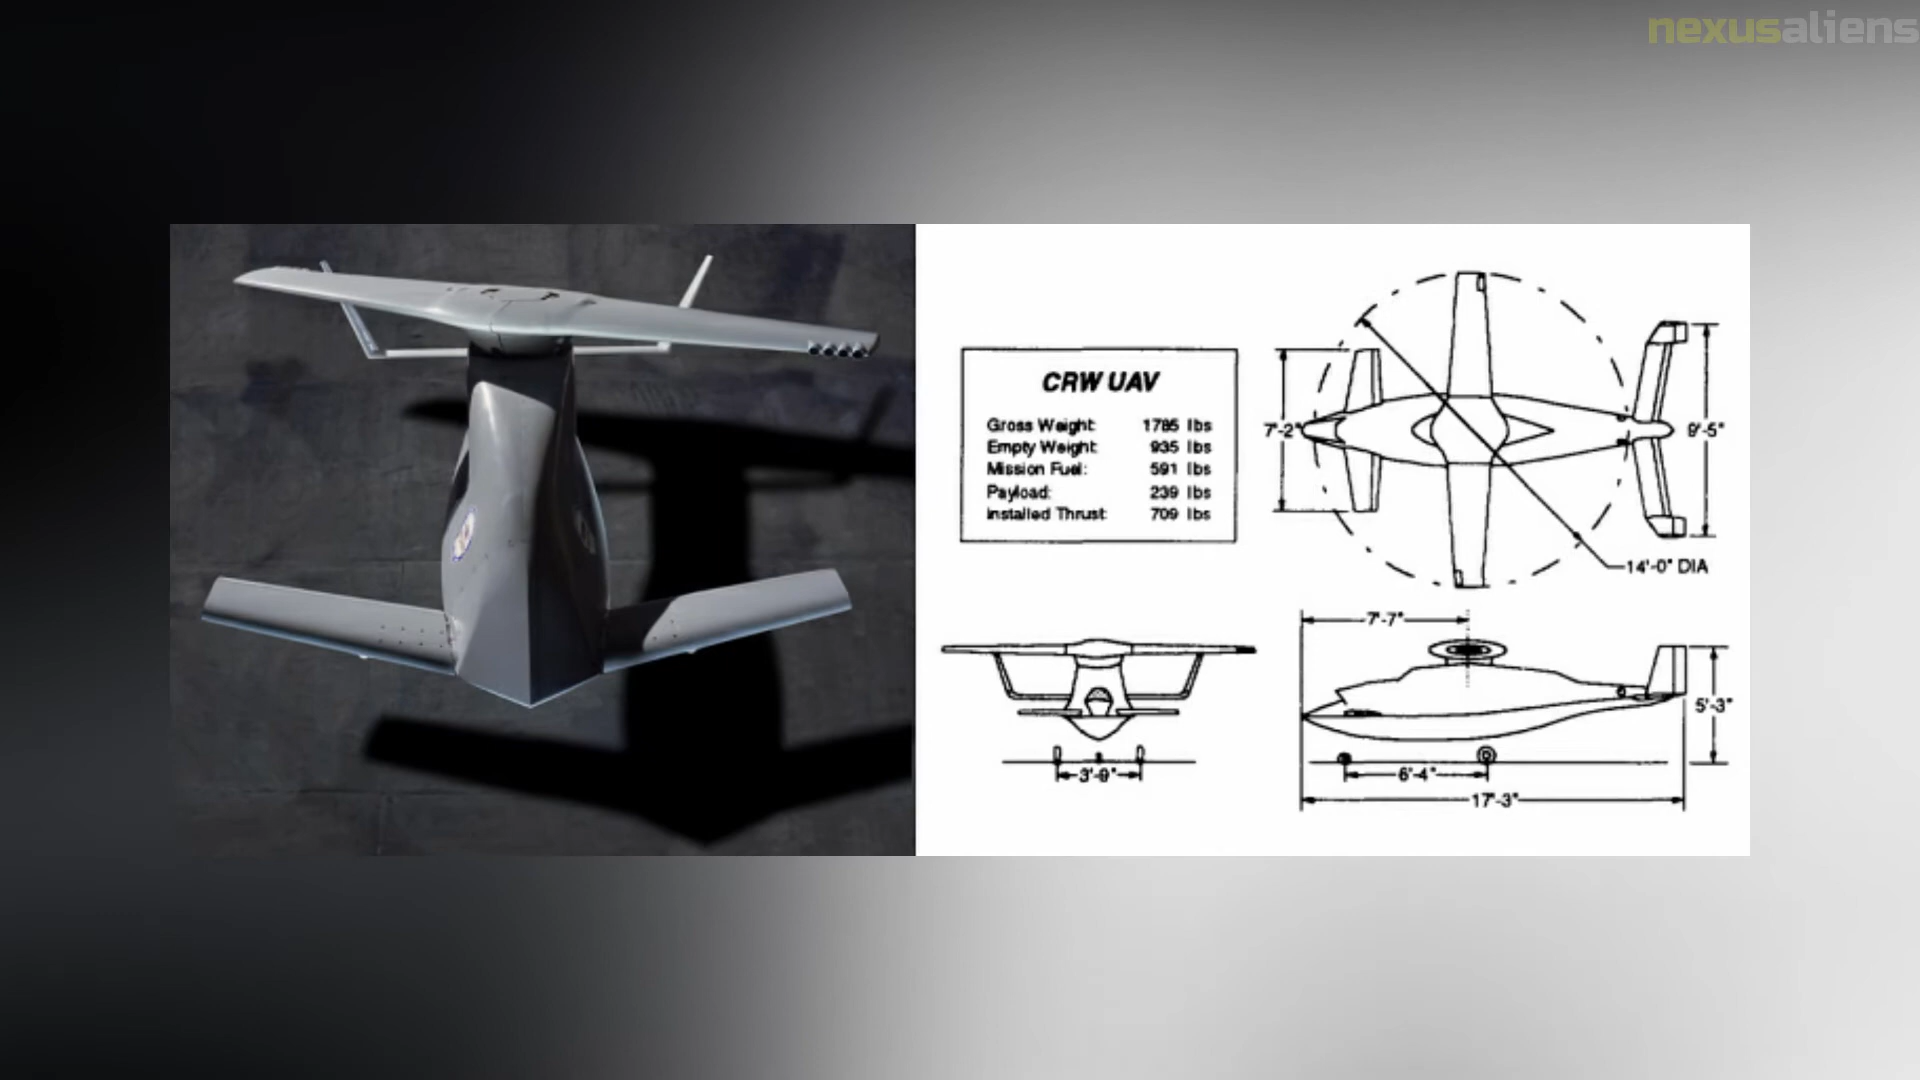 nexusaliens
CRW UAV
Gross Weight: 1785 lbs
Empty Weight: 935 lbs
Mission Fuel: 591 lbs
Payload: 239 lbs
Installed Thrust: 709 lbs
7'-2"
9'-5"
14'-0" DIA
7'-7"
5'-3"
3'-9"
6'-4"
17'-3"